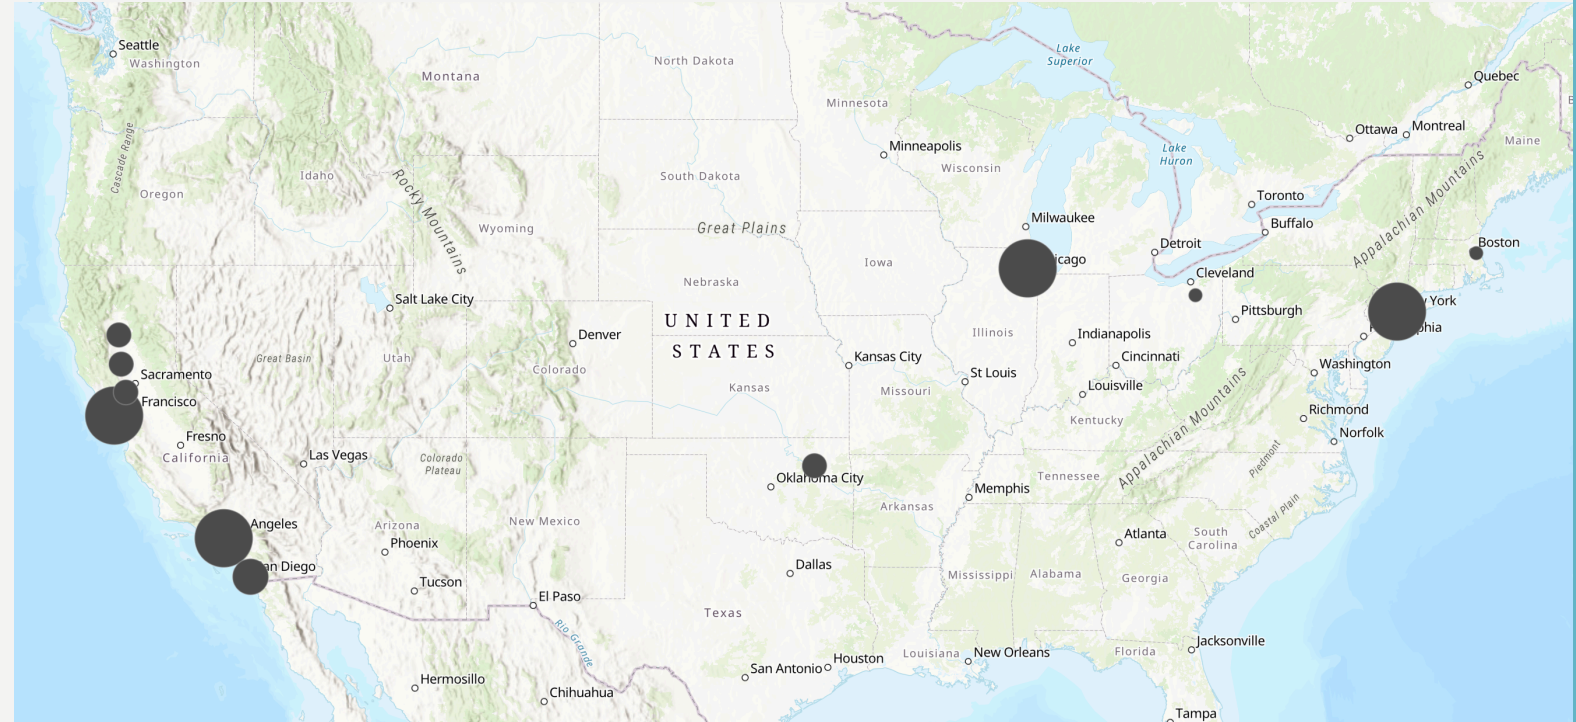 Seattle
Washington
Montana
North Dakota
Minnesota
Lake
Superior
Quebec
Ottawa
Montreal
Maine
Minneapolis
Wisconsin
Lake
Huron
Cascade Range
Oregon
Idaho
Rocky Mountains
South Dakota
Wyoming
Great Plains
Milwaukee
Toronto
Buffalo
Appalachian Mountains
Detroit
Boston
Iowa
icago
Cleveland
Nebraska
Salt Lake City
York
UNITED
STATES
Denver
Illinois
Indianapolis
Pittsburgh
phia
Great Basin
Utah
Colorado
Kansas City
Cincinnati
Washington
Sacramento
Kansas
Missouri
St Louis
Louisville
Francisco
Kentucky
Richmond
Norfolk
Fresno
California
Las Vegas
Colorado
Plateau
Oklahoma City
Tennessee
Appalachian Mountains
Piedmont
Memphis
Arkansas
Coastal Plain
Angeles
Arizona
New Mexico
Phoenix
Atlanta
South
Carolina
an Diego
Dallas
Mississippi
Alabama
Georgia
Tucson
El Paso
Texas
Rio Grande
Jacksonville
Houston
Louisiana
New Orleans
Florida
San Antonio
Hermosillo
Chihuahua
Tampa